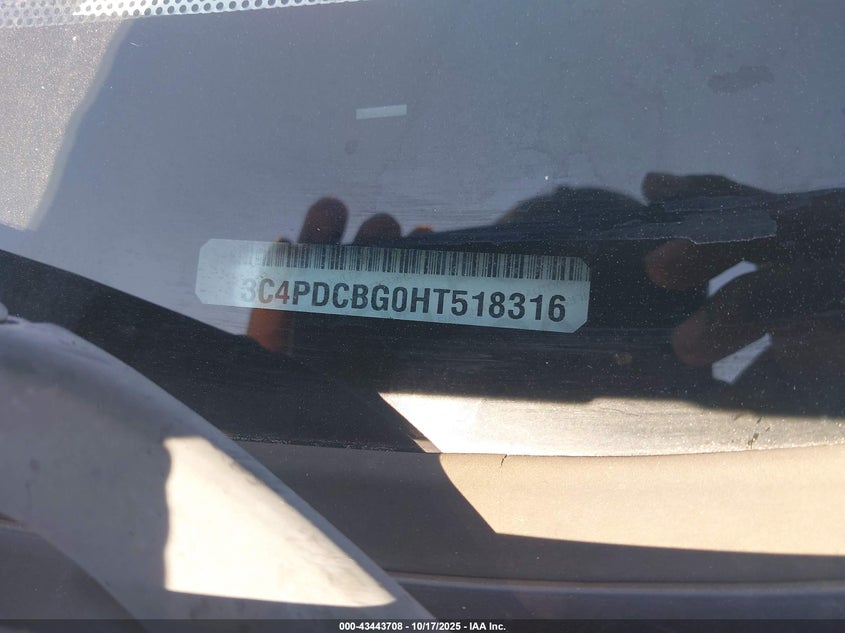 3C4PDCBG0HT518316
000-43443708 | 10/17/2025 | IAA Inc.